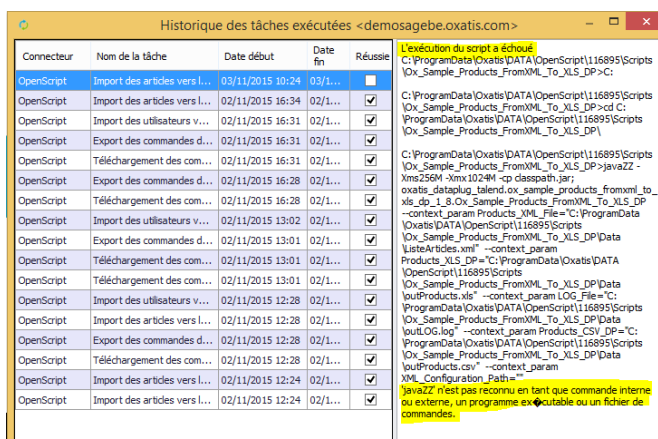 Historique des tâches exécutées <demosagebe.oxatis.com>
Connecteur Nom de la tâche Date début Date fin Réussie
OpenScript Import des articles vers l... 03/11/2015 10:24 03/1...
OpenScript Import des articles vers l... 02/11/2015 16:34 02/1...
OpenScript Import des utilisateurs v... 02/11/2015 16:31 02/1...
OpenScript Export des commandes d... 02/11/2015 16:31 02/1...
OpenScript Téléchargement des com... 02/11/2015 16:31 02/1...
OpenScript Export des commandes d... 02/11/2015 16:28 02/1...
OpenScript Téléchargement des com... 02/11/2015 16:28 02/1...
OpenScript Import des utilisateurs v... 02/11/2015 13:02 02/1...
OpenScript Export des commandes d... 02/11/2015 13:01 02/1...
OpenScript Téléchargement des com... 02/11/2015 13:01 02/1...
OpenScript Téléchargement des com... 02/11/2015 13:01 02/1...
OpenScript Import des utilisateurs v... 02/11/2015 12:28 02/1...
OpenScript Import des articles vers l... 02/11/2015 12:28 02/1...
OpenScript Export des commandes d... 02/11/2015 12:28 02/1...
OpenScript Téléchargement des com... 02/11/2015 12:28 02/1...
OpenScript Import des articles vers l... 02/11/2015 12:24 02/1...
OpenScript Import des articles vers l... 02/11/2015 12:24 02/1...
L'exécution du script a échoué
C:\ProgramData\Oxatis\DATA\OpenScript\116895\Scripts
\Ox_Sample_Products_FromXML_To_XLS_DP>C:
C:\ProgramData\Oxatis\DATA\OpenScript\116895\Scripts
\Ox_Sample_Products_FromXML_To_XLS_DP>cd C:
\ProgramData\Oxatis\DATA\OpenScript\116895\Scripts
\Ox_Sample_Products_FromXML_To_XLS_DP\
C:\ProgramData\Oxatis\DATA\OpenScript\116895\Scripts
\Ox_Sample_Products_FromXML_To_XLS_DP>javaZZ -
Xms256M -Xmx1024M -cp classpath.jar;
oxatis_dataplug_talend.ox_sample_products_fromxml_to_
xls_dp_1_8.Ox_Sample_Products_FromXML_To_XLS_DP
--context_param Products_XML_File="C:\ProgramData
\Oxatis\DATA\OpenScript\116895\Scripts
\Ox_Sample_Products_FromXML_To_XLS_DP\Data
\ListeArticles.xml" --context_param
Products_XLS_DP="C:\ProgramData\Oxatis\DATA
\OpenScript\116895\Scripts
\Ox_Sample_Products_FromXML_To_XLS_DP\Data
\outProducts.xls" --context_param LOG_File="C:
\ProgramData\Oxatis\DATA\OpenScript\116895\Scripts
\Ox_Sample_Products_FromXML_To_XLS_DP\Data
\outLOG.log" --context_param Products_CSV_DP="C:
\ProgramData\Oxatis\DATA\OpenScript\116895\Scripts
\Ox_Sample_Products_FromXML_To_XLS_DP\Data
\outProducts.csv" --context_param
XML_Configuration_Path=""
'javaZZ' n'est pas reconnu en tant que commande interne
ou externe, un programme ex�cutable ou un fichier de
commandes.